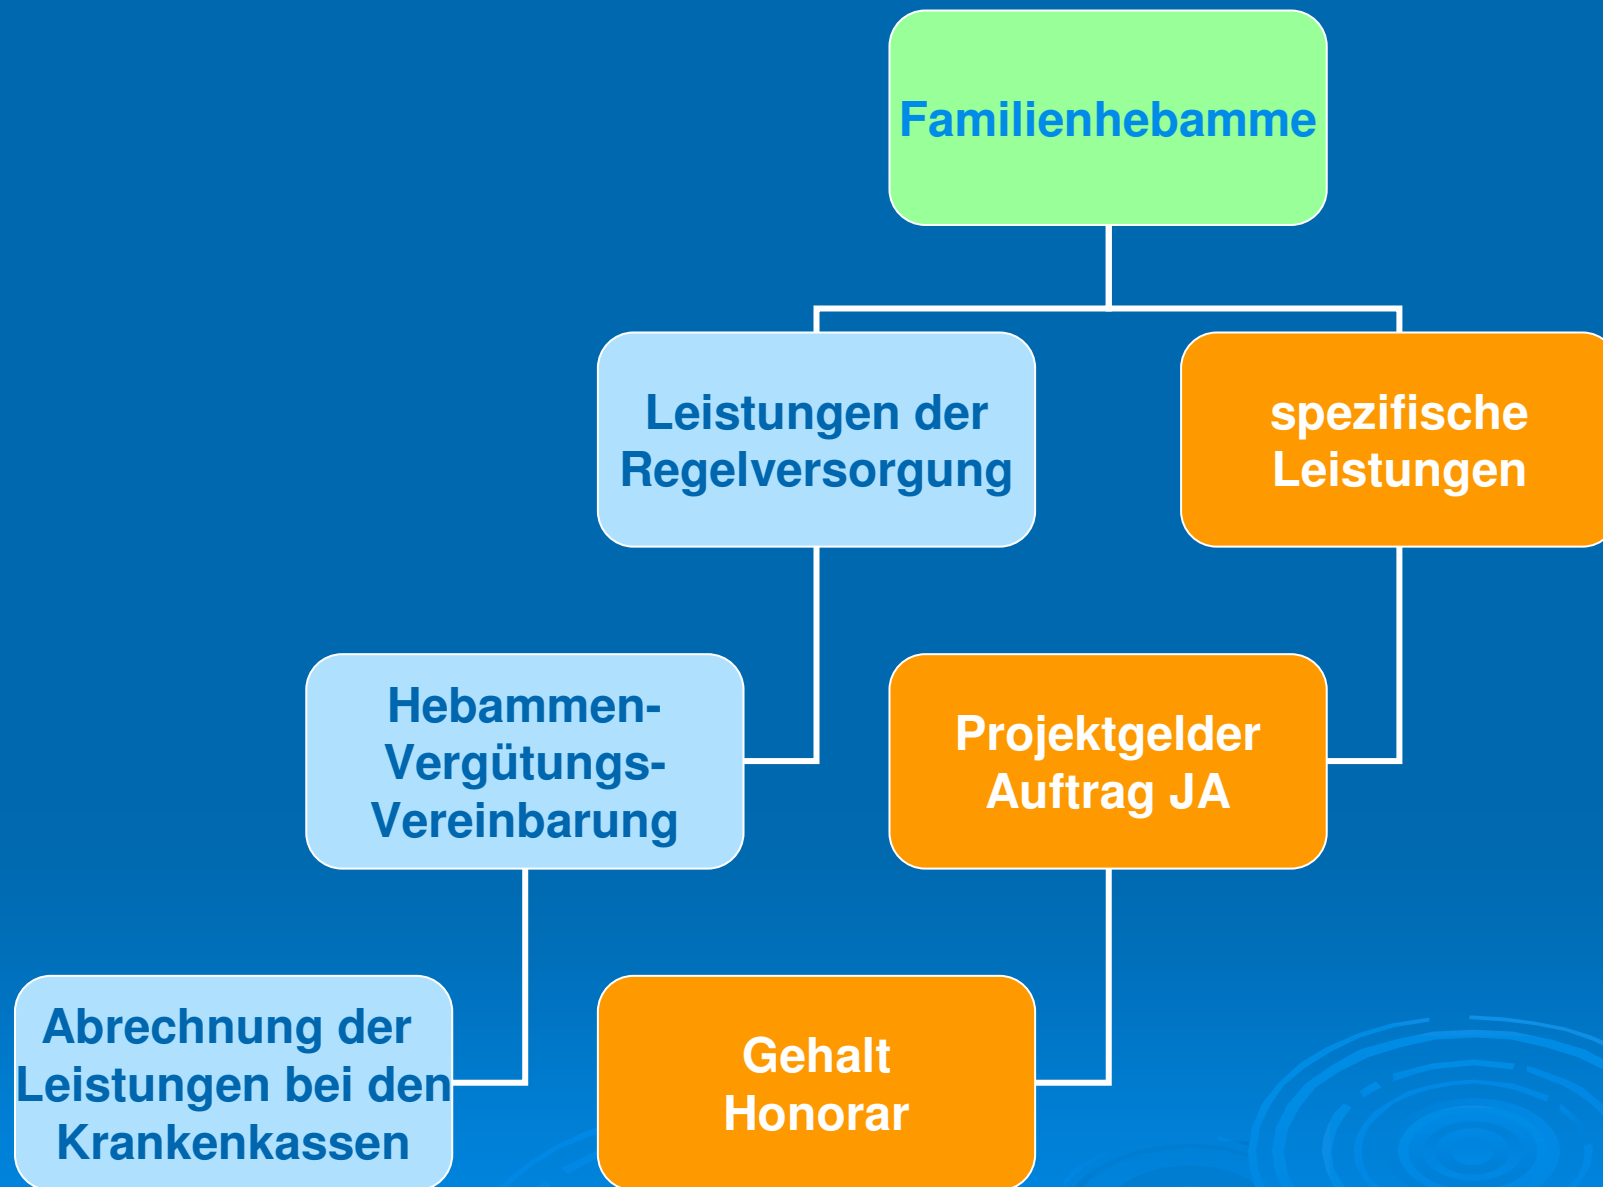 Familienhebamme
Leistungen der
Regelversorgung
spezifische
Leistungen
Hebammen-
Vergütungs-
Vereinbarung
Projektgelder
Auftrag JA
Abrechnung der
Leistungen bei den
Krankenkassen
Gehalt
Honorar